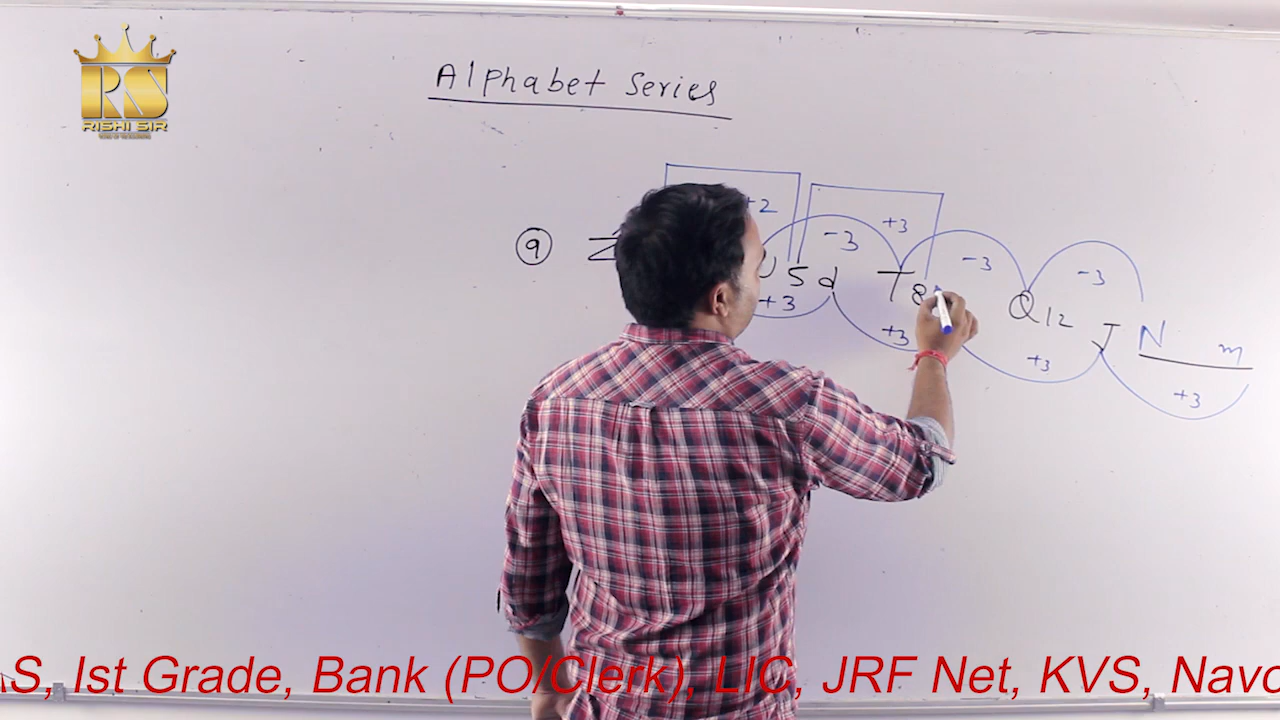 RS
RISHI SIR
Alphabet Series
+2 +3
-3 -3 -3
9 Z 5 d T 8 Q 12 J N m
+3 +3 +3 +3
AS, Ist Grade, Bank (PO/Clerk), LIC, JRF Net, KVS, Navo